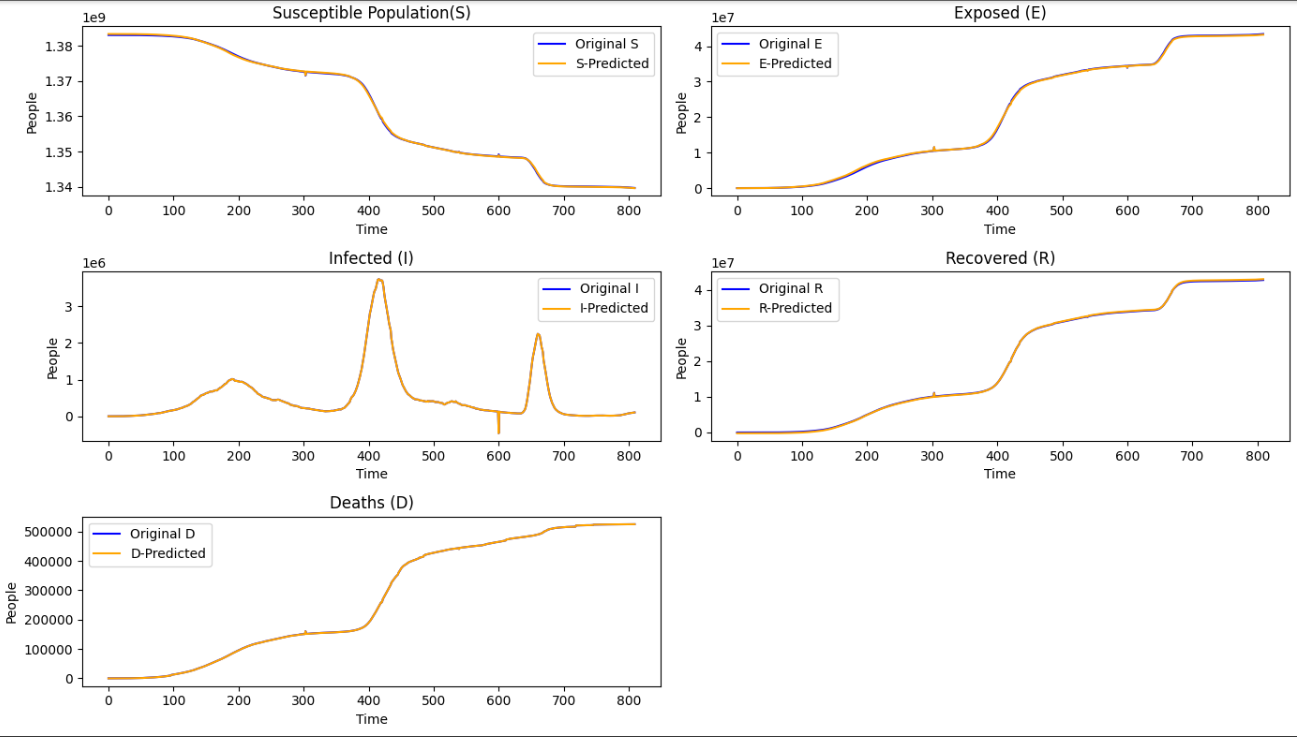 Susceptible Population(S)
1e9
Original S
S-Predicted
1.38
1.37
1.36
1.35
1.34
People
0 100 200 300 400 500 600 700 800
Time
Exposed (E)
1e7
Original E
E-Predicted
4
3
2
1
0
People
0 100 200 300 400 500 600 700 800
Time
Infected (I)
1e6
Original I
I-Predicted
3
2
1
0
People
0 100 200 300 400 500 600 700 800
Time
Recovered (R)
1e7
Original R
R-Predicted
4
3
2
1
0
People
0 100 200 300 400 500 600 700 800
Time
Deaths (D)
Original D
D-Predicted
500000
400000
300000
200000
100000
0
People
0 100 200 300 400 500 600 700 800
Time